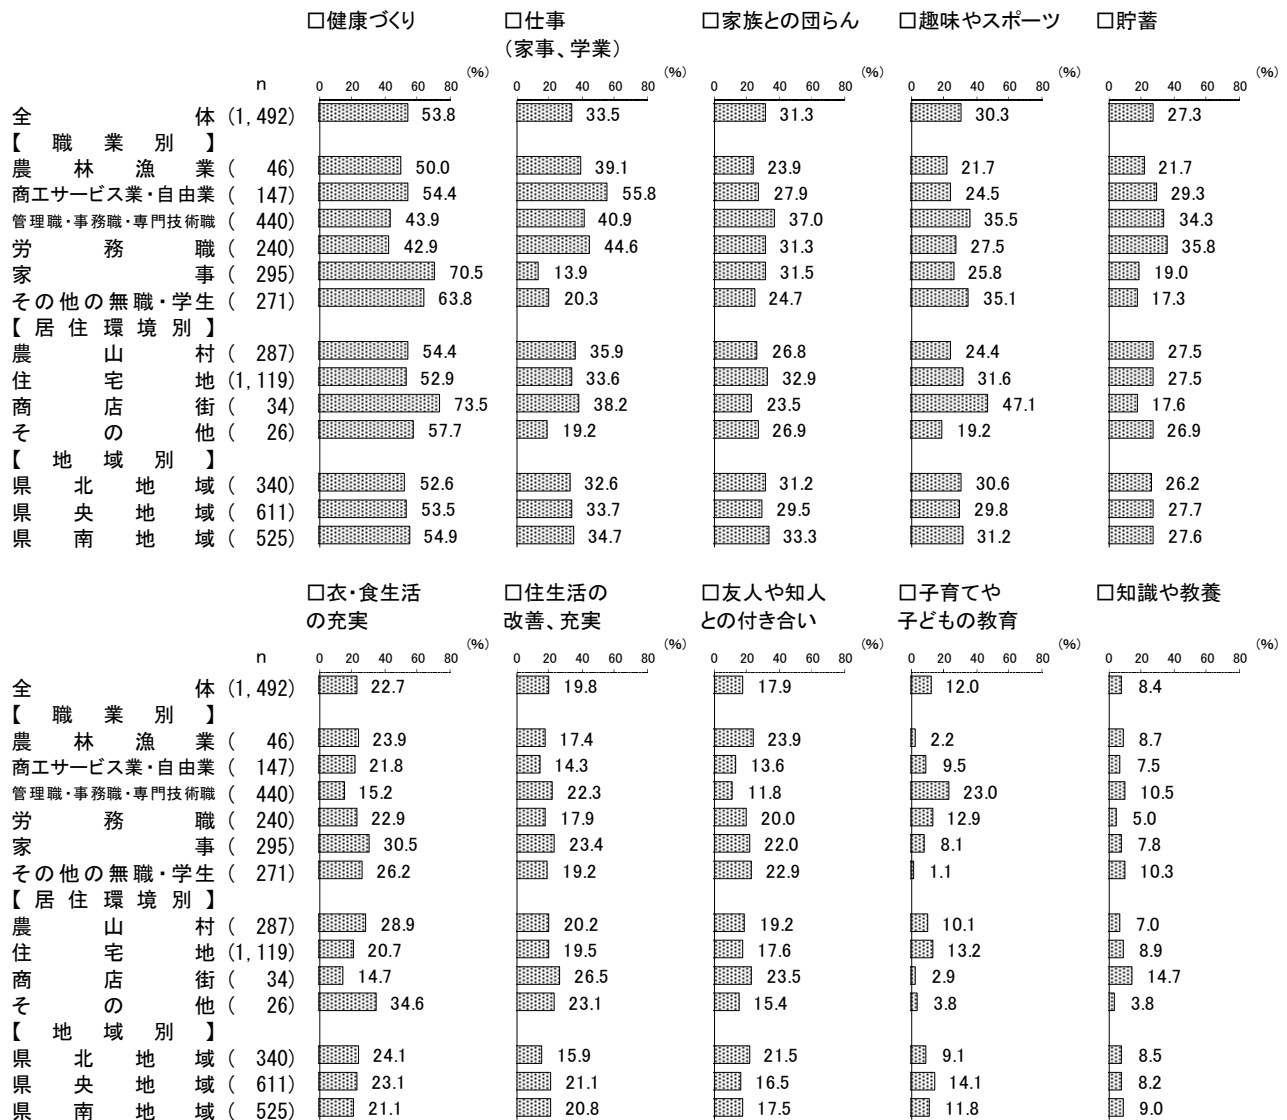 □健康づくり □仕事 □家族との団らん □趣味やスポーツ □貯蓄
(家事、学業)
(%) (%) (%) (%) (%)
n 0 20 40 60 80 0 20 40 60 80 0 20 40 60 80 0 20 40 60 80 0 20 40 60 80
全体 (1,492) 53.8 33.5 31.3 30.3 27.3
【職業別】
農林漁業 ( 46) 50.0 39.1 23.9 21.7 21.7
商工サービス業・自由業 ( 147) 54.4 55.8 27.9 24.5 29.3
管理職・事務職・専門技術職 ( 440) 43.9 40.9 37.0 35.5 34.3
労務職 ( 240) 42.9 44.6 31.3 27.5 35.8
家事 ( 295) 70.5 13.9 31.5 25.8 19.0
その他の無職・学生 ( 271) 63.8 20.3 24.7 35.1 17.3
【居住環境別】
農山村 ( 287) 54.4 35.9 26.8 24.4 27.5
住宅地 (1,119) 52.9 33.6 32.9 31.6 27.5
商店街 ( 34) 73.5 38.2 23.5 47.1 17.6
その他 ( 26) 57.7 19.2 26.9 19.2 26.9
【地域別】
県北地域 ( 340) 52.6 32.6 31.2 30.6 26.2
県央地域 ( 611) 53.5 33.7 29.5 29.8 27.7
県南地域 ( 525) 54.9 34.7 33.3 31.2 27.6
□衣・食生活 □住生活の □友人や知人 □子育てや □知識や教養
の充実 改善、充実 との付き合い 子どもの教育
(%) (%) (%) (%) (%)
n 0 20 40 60 80 0 20 40 60 80 0 20 40 60 80 0 20 40 60 80 0 20 40 60 80
全体 (1,492) 22.7 19.8 17.9 12.0 8.4
【職業別】
農林漁業 ( 46) 23.9 17.4 23.9 2.2 8.7
商工サービス業・自由業 ( 147) 21.8 14.3 13.6 9.5 7.5
管理職・事務職・専門技術職 ( 440) 15.2 22.3 11.8 23.0 10.5
労務職 ( 240) 22.9 17.9 20.0 12.9 5.0
家事 ( 295) 30.5 23.4 22.0 8.1 7.8
その他の無職・学生 ( 271) 26.2 19.2 22.9 1.1 10.3
【居住環境別】
農山村 ( 287) 28.9 20.2 19.2 10.1 7.0
住宅地 (1,119) 20.7 19.5 17.6 13.2 8.9
商店街 ( 34) 14.7 26.5 23.5 2.9 14.7
その他 ( 26) 34.6 23.1 15.4 3.8 3.8
【地域別】
県北地域 ( 340) 24.1 15.9 21.5 9.1 8.5
県央地域 ( 611) 23.1 21.1 16.5 14.1 8.2
県南地域 ( 525) 21.1 20.8 17.5 11.8 9.0